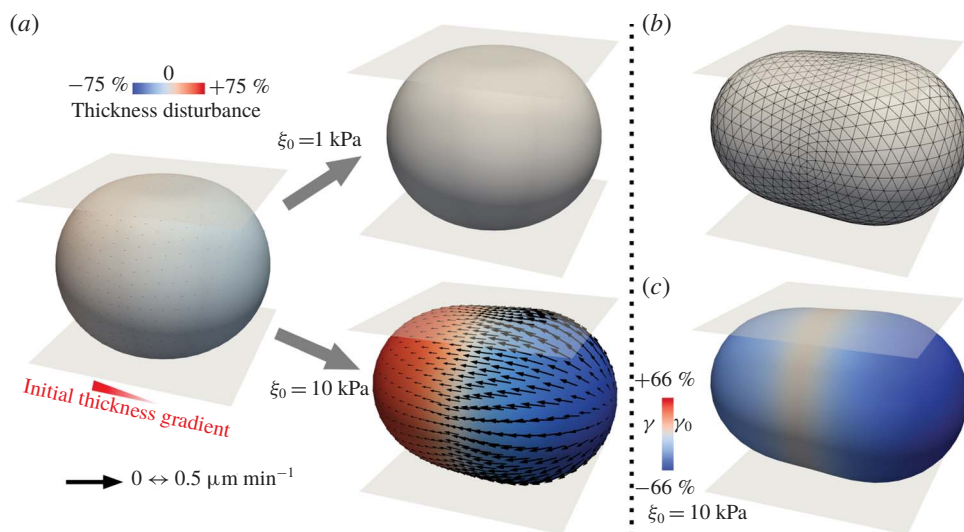 (a)
−75 % 0 +75 %
Thickness disturbance
ξ₀ = 1 kPa
Initial thickness gradient
ξ₀ = 10 kPa
0 ↔ 0.5 μm min⁻¹
(b)
(c)
+66 %
γ γ₀
−66 %
ξ₀ = 10 kPa